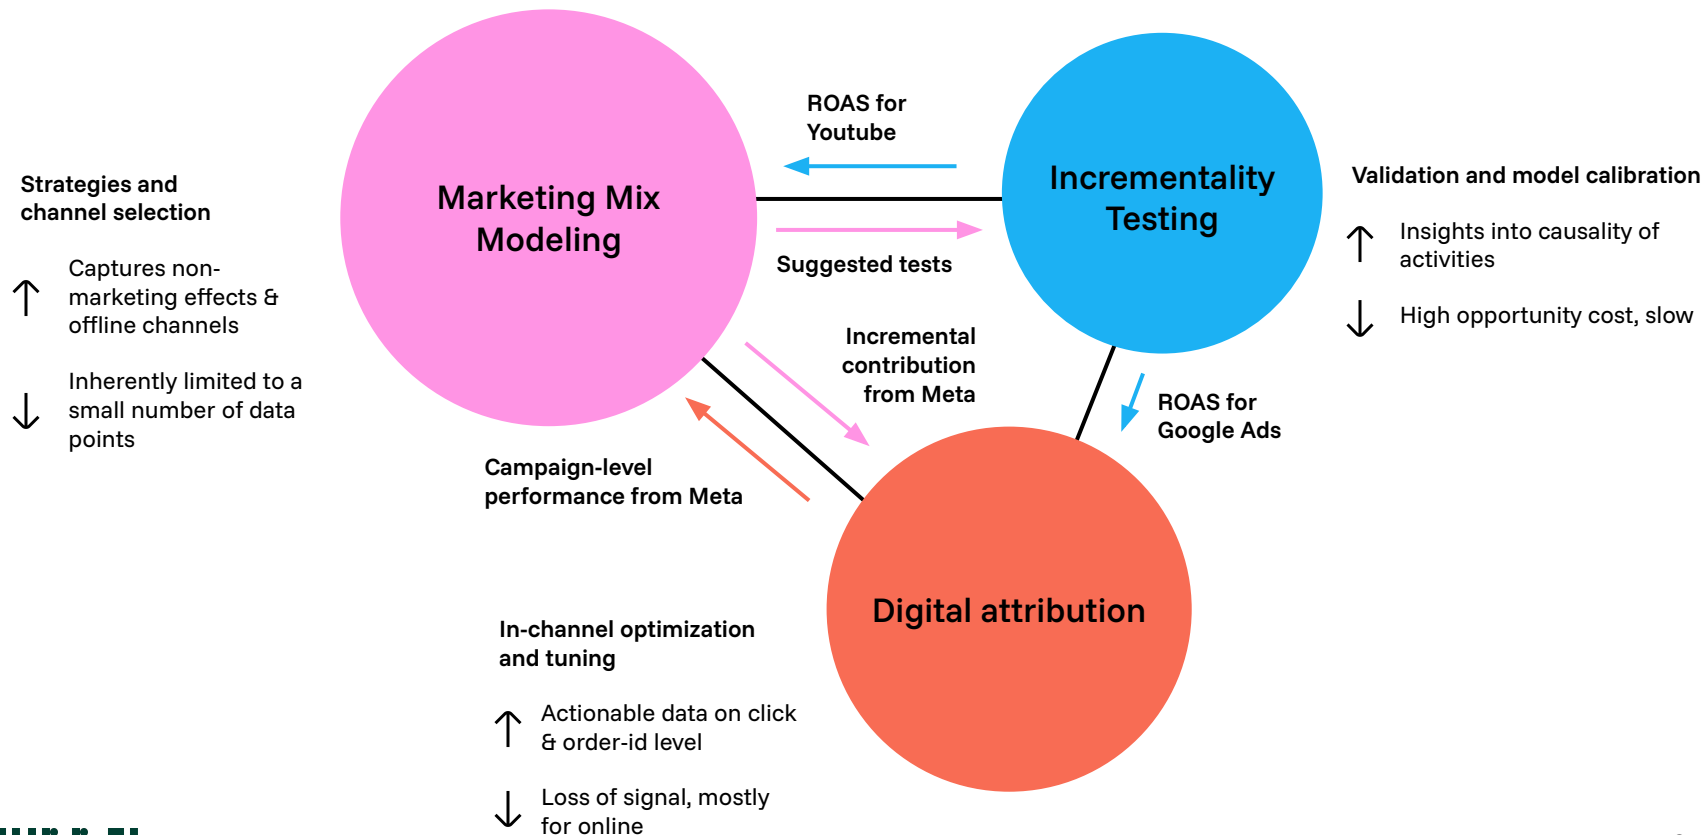 ROAS for
Youtube
Marketing Mix
Modeling
Incrementality
Testing
Suggested tests
Strategies and
channel selection
Captures non-
marketing effects &
offline channels
Inherently limited to a
small number of data
points
Validation and model calibration
Insights into causality of
activities
High opportunity cost, slow
Incremental
contribution
from Meta
ROAS for
Google Ads
Campaign-level
performance from Meta
Digital attribution
In-channel optimization
and tuning
Actionable data on click
& order-id level
Loss of signal, mostly
for online